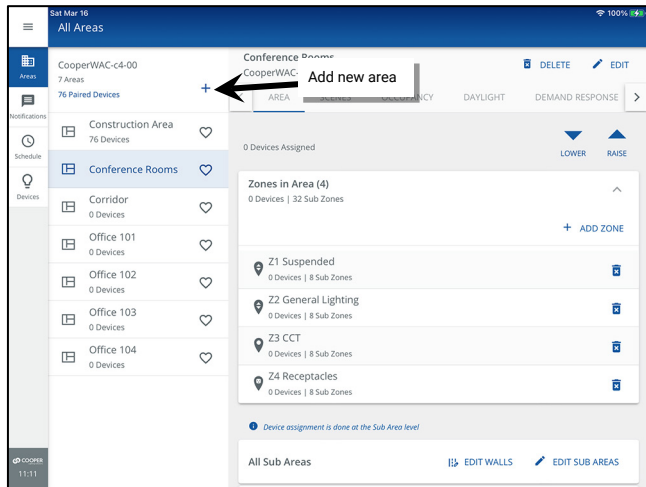 Sat Mar 16
100%
All Areas
Areas
Notifications
Schedule
Devices
COOPER
11:11
CooperWAC-c4-00
7 Areas
76 Paired Devices
+
Construction Area
76 Devices
Conference Rooms
Corridor
0 Devices
Office 101
0 Devices
Office 102
0 Devices
Office 103
0 Devices
Office 104
0 Devices
Conference Rooms
CooperWAC-
Add new area
DELETE
EDIT
AREA SCENES OCCUPANCY DAYLIGHT DEMAND RESPONSE
0 Devices Assigned
LOWER RAISE
Zones in Area (4)
0 Devices | 32 Sub Zones
+ ADD ZONE
Z1 Suspended
0 Devices | 8 Sub Zones
Z2 General Lighting
0 Devices | 8 Sub Zones
Z3 CCT
0 Devices | 8 Sub Zones
Z4 Receptacles
0 Devices | 8 Sub Zones
Device assignment is done at the Sub Area level
All Sub Areas
EDIT WALLS
EDIT SUB AREAS